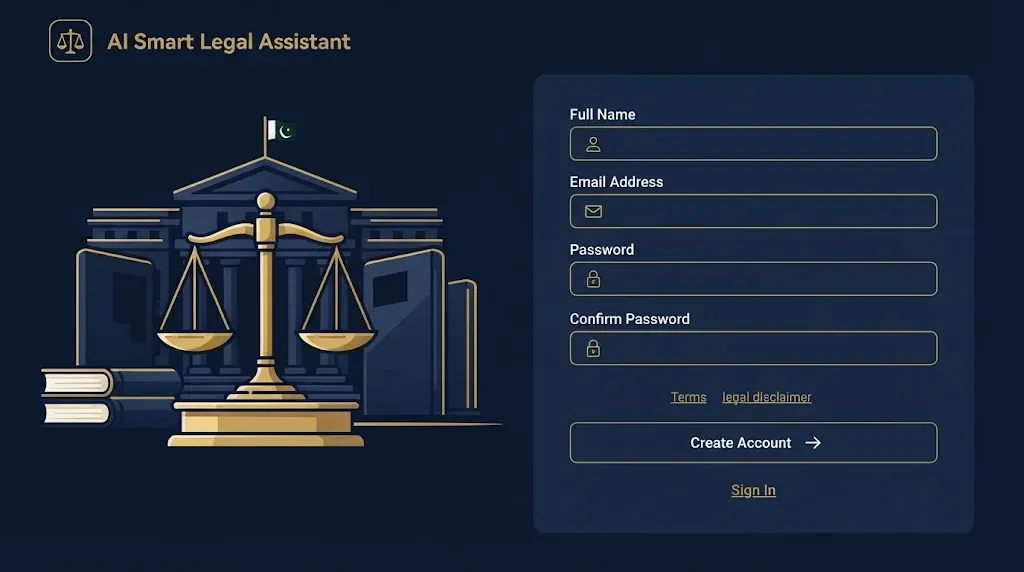 AI Smart Legal Assistant
Full Name
Email Address
Password
Confirm Password
Terms legal disclaimer
Create Account →
Sign In